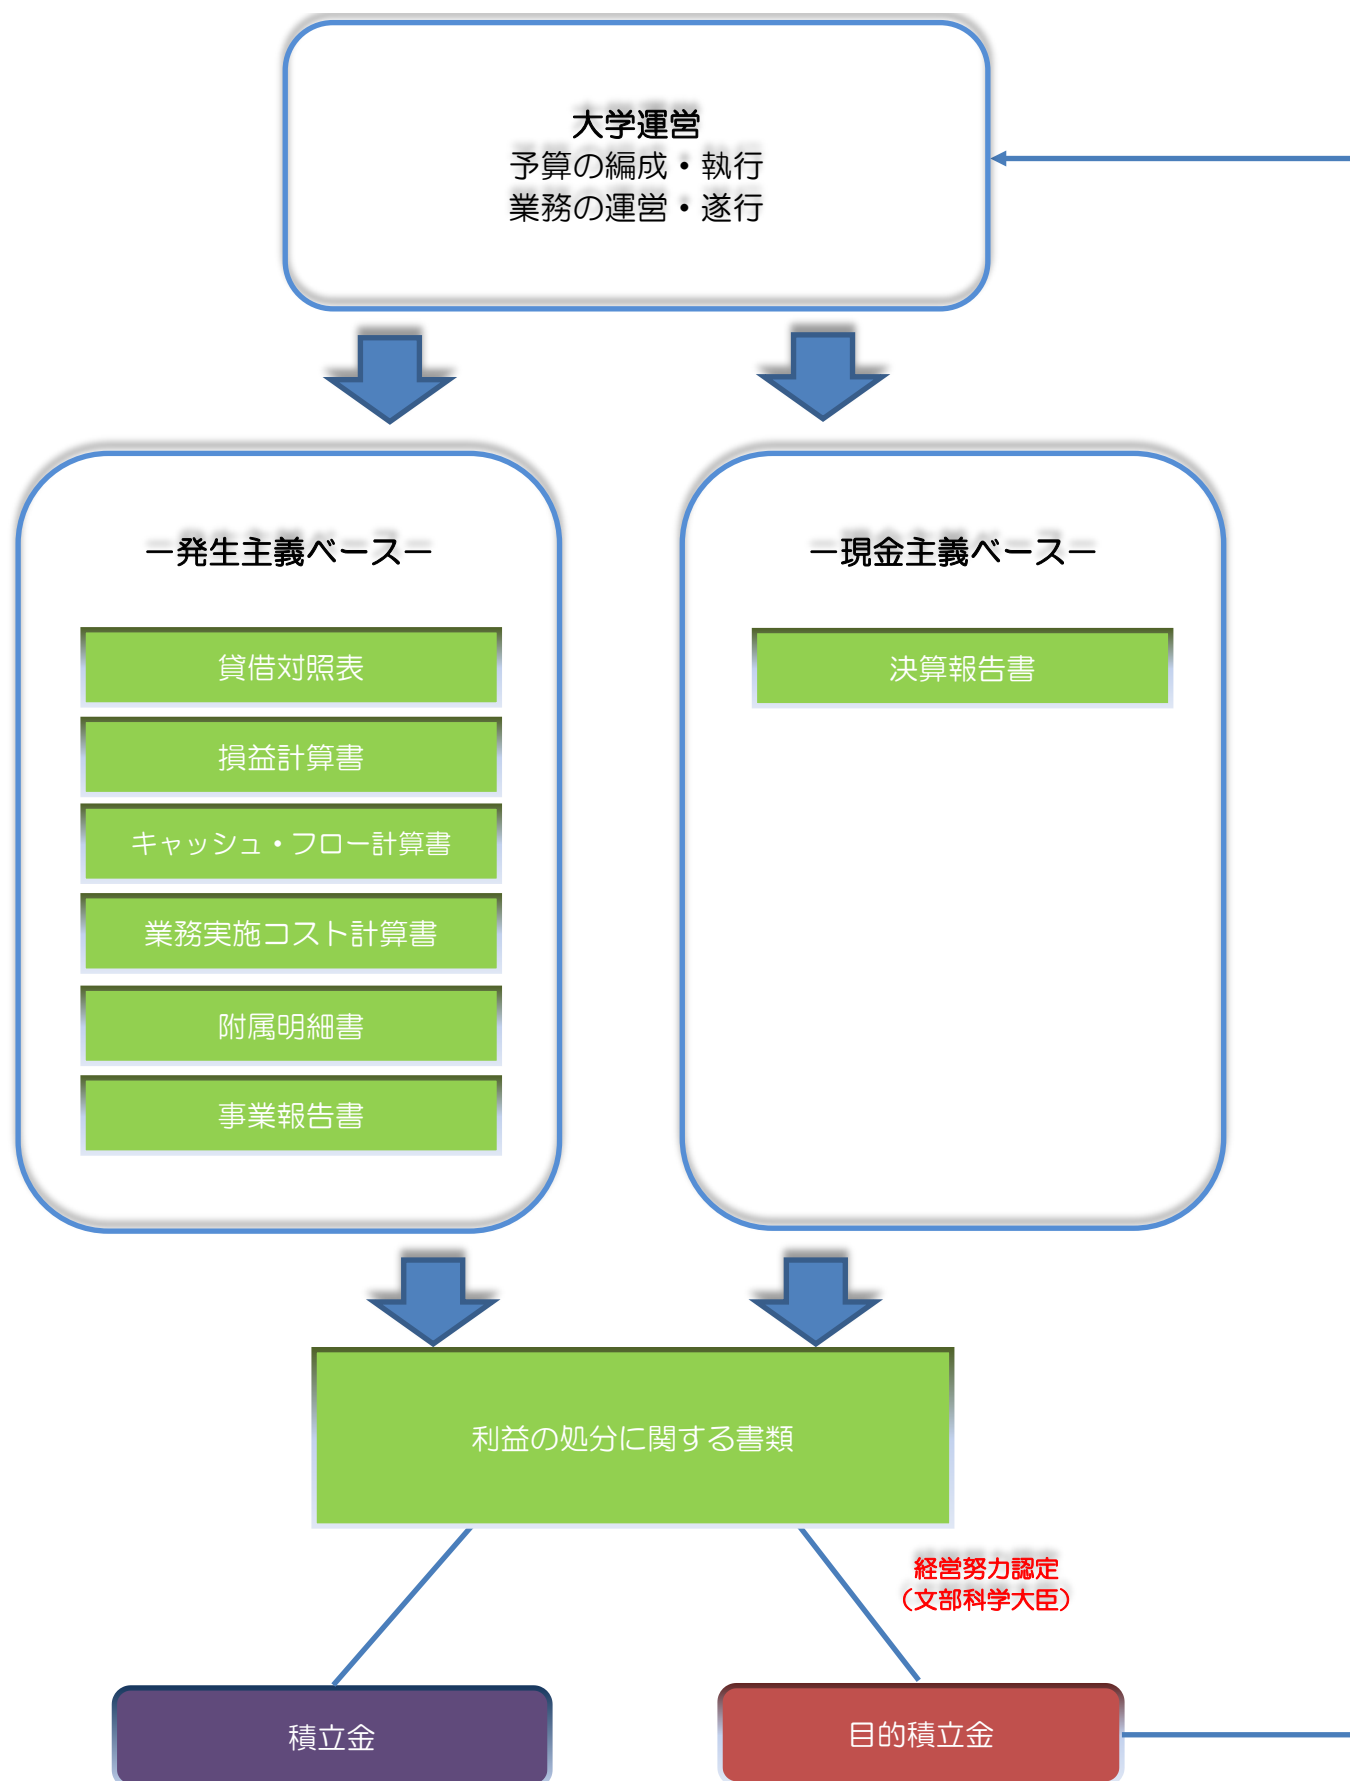 大学運営
予算の編成・執行
業務の運営・遂行
－発生主義ベース－
貸借対照表
損益計算書
キャッシュ・フロー計算書
業務実施コスト計算書
附属明細書
事業報告書
－現金主義ベース－
決算報告書
利益の処分に関する書類
経営努力認定
（文部科学大臣）
積立金
目的積立金